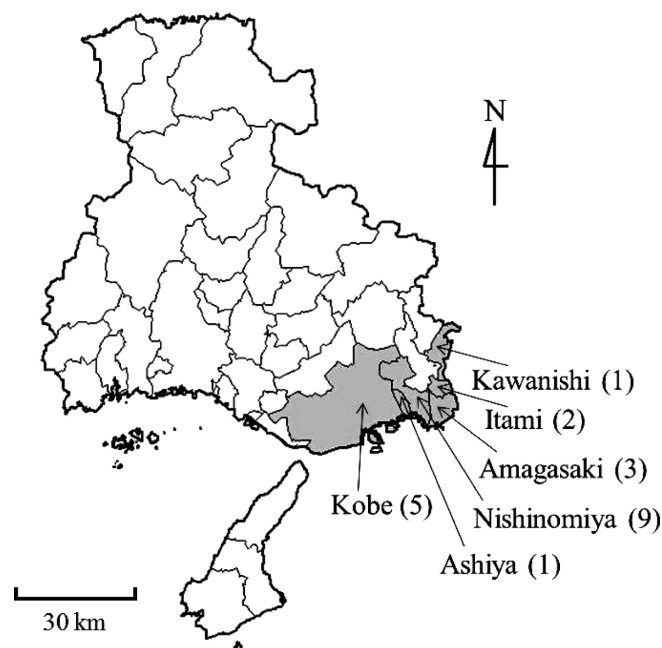 N
Kawanishi (1)
Itami (2)
Amagasaki (3)
Kobe (5)
Nishinomiya (9)
Ashiya (1)
30 km